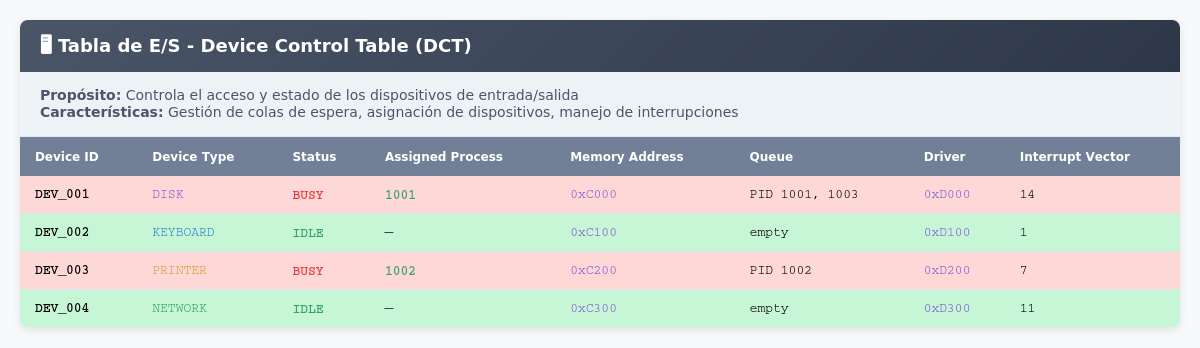 Tabla de E/S - Device Control Table (DCT)
Propósito: Controla el acceso y estado de los dispositivos de entrada/salida
Características: Gestión de colas de espera, asignación de dispositivos, manejo de interrupciones
Device ID Device Type Status Assigned Process Memory Address Queue Driver Interrupt Vector
DEV_001 DISK BUSY 1001 0xC000 PID 1001, 1003 0xD000 14
DEV_002 KEYBOARD IDLE — 0xC100 empty 0xD100 1
DEV_003 PRINTER BUSY 1002 0xC200 PID 1002 0xD200 7
DEV_004 NETWORK IDLE — 0xC300 empty 0xD300 11